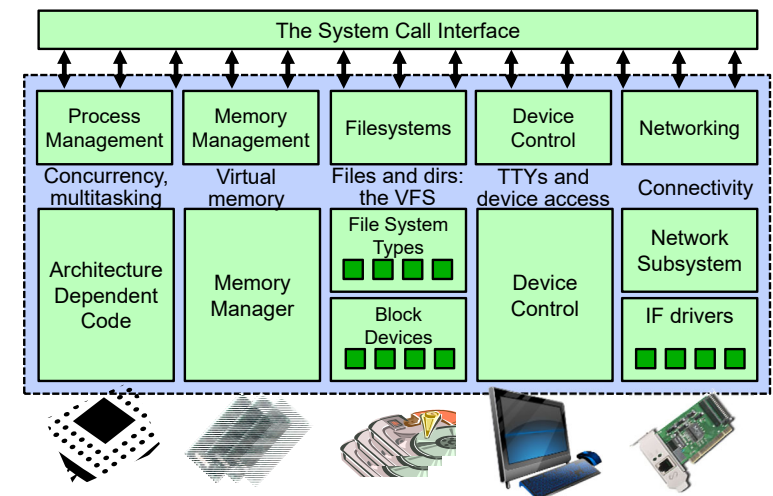 The System Call Interface
Process
Management
Memory
Management
Filesystems
Device
Control
Networking
Concurrency,
multitasking
Virtual
memory
Files and dirs:
the VFS
TTYs and
device access
Connectivity
Architecture
Dependent
Code
Memory
Manager
File System
Types
Block
Devices
Device
Control
Network
Subsystem
IF drivers